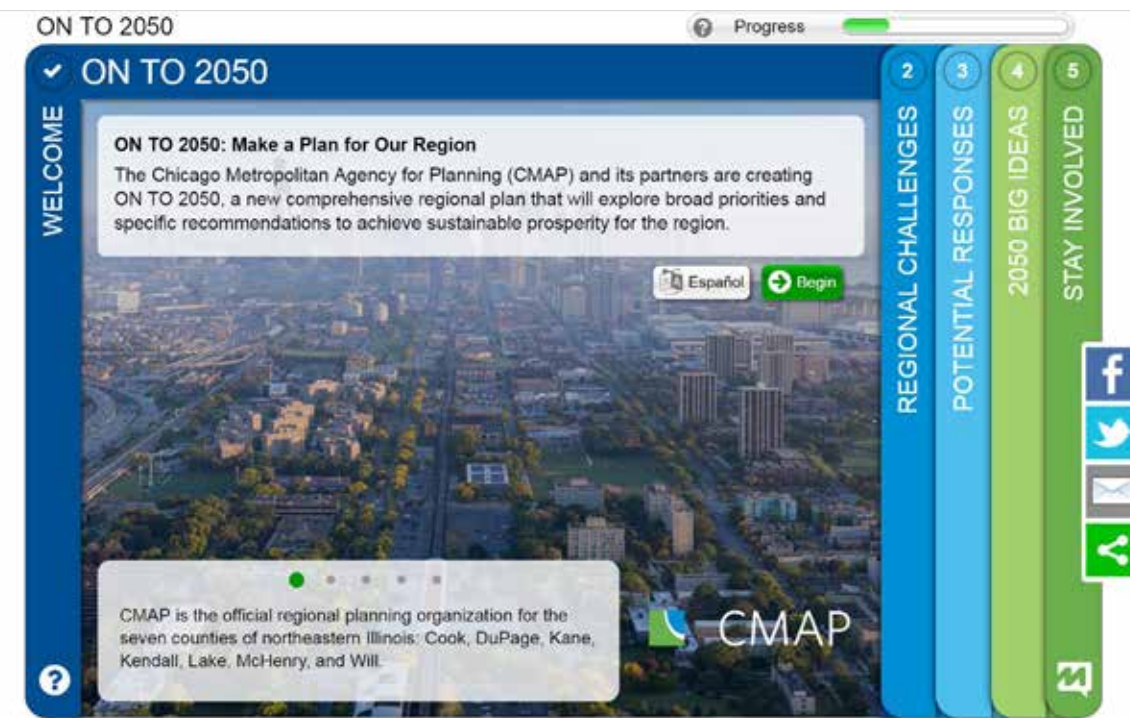 ON TO 2050
Progress
ON TO 2050
WELCOME
ON TO 2050: Make a Plan for Our Region
The Chicago Metropolitan Agency for Planning (CMAP) and its partners are creating
ON TO 2050, a new comprehensive regional plan that will explore broad priorities and
specific recommendations to achieve sustainable prosperity for the region.
Español
Begin
CMAP is the official regional planning organization for the
seven counties of northeastern Illinois: Cook, DuPage, Kane,
Kendall, Lake, McHenry, and Will.
CMAP
2
REGIONAL CHALLENGES
3
POTENTIAL RESPONSES
4
2050 BIG IDEAS
5
STAY INVOLVED